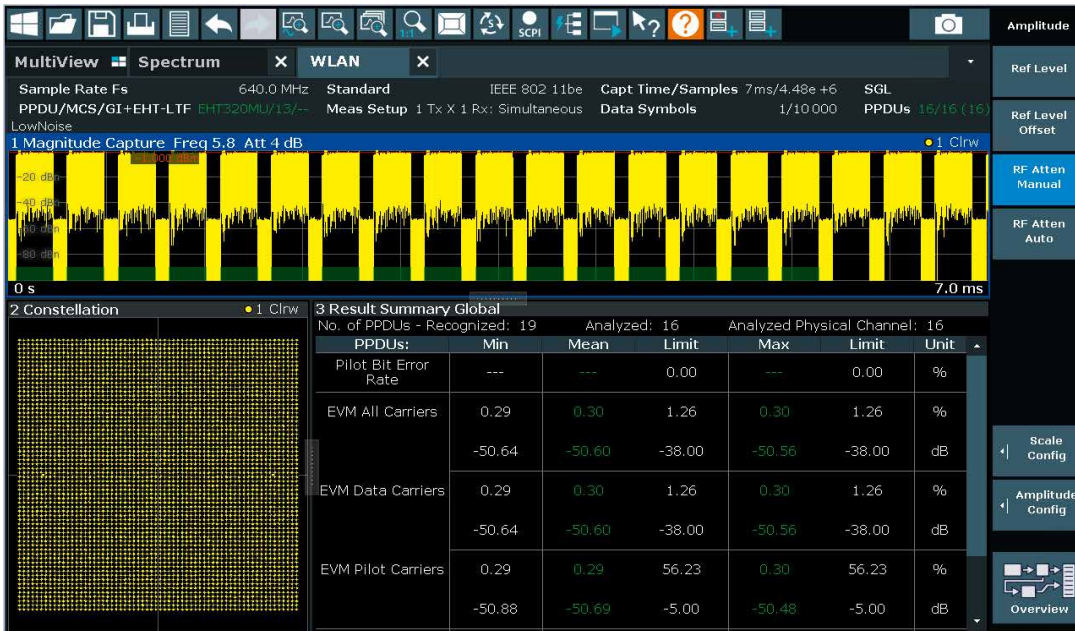 1:1
SCPI
Amplitude
MultiView Spectrum X WLAN X
Ref Level
Sample Rate Fs 640.0 MHz Standard IEEE 802 11be Capt Time/Samples 7ms/4.48e +6 SGL
PPDU/MCS/GI+EHT-LTF EHT320MU/13/-- Meas Setup 1 Tx X 1 Rx: Simultaneous Data Symbols 1/10 000 PPDUs 16/16 (16)
LowNoise
Ref Level
Offset
1 Magnitude Capture Freq 5.8 Att 4 dB 1 Clrw
-1.000 dBm
-20 dBm
-40 dBm
-60 dBm
-80 dBm
0 s 7.0 ms
RF Atten
Manual
RF Atten
Auto
2 Constellation 1 Clrw
3 Result Summary Global
No. of PPDUs - Recognized: 19 Analyzed: 16 Analyzed Physical Channel: 16
PPDUs: Min Mean Limit Max Limit Unit
Pilot Bit Error
Rate --- --- 0.00 --- 0.00 %
EVM All Carriers 0.29 0.30 1.26 0.30 1.26 %
-50.64 -50.60 -38.00 -50.56 -38.00 dB
EVM Data Carriers 0.29 0.30 1.26 0.30 1.26 %
-50.64 -50.60 -38.00 -50.56 -38.00 dB
EVM Pilot Carriers 0.29 0.29 56.23 0.30 56.23 %
-50.88 -50.69 -5.00 -50.48 -5.00 dB
Scale
Config
Amplitude
Config
Overview